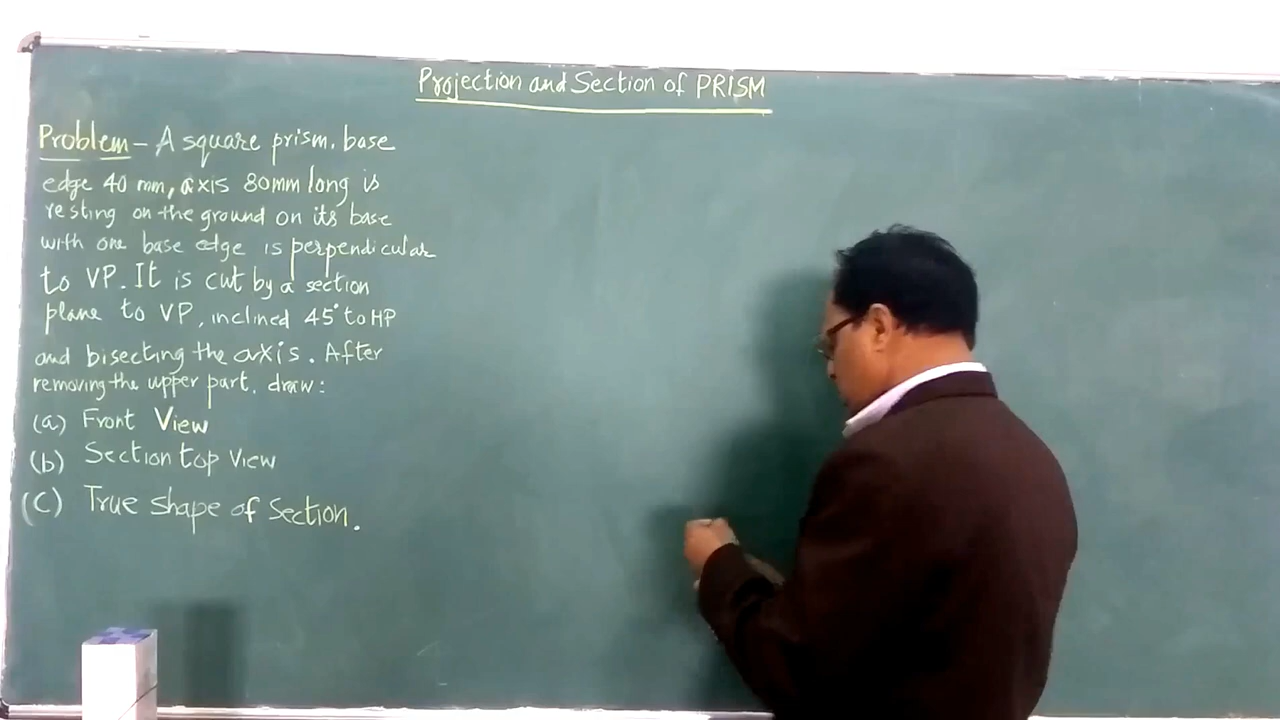 Projection and Section of PRISM
Problem - A square prism. base
edge 40 mm, axis 80mm long is
resting on the ground on its base
with one base edge is perpendicular
to VP. It is cut by a section
plane to VP, inclined 45° to HP
and bisecting the axis. After
removing the upper part. draw:
(a) Front View
(b) Section top View
(C) True shape of Section.